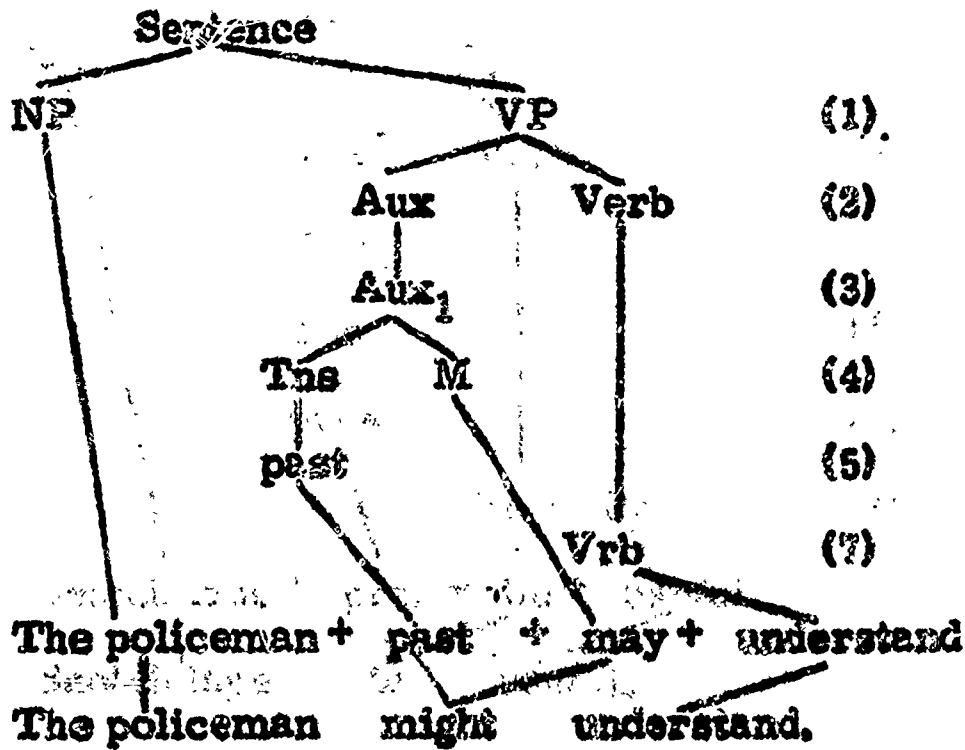 Sentence
NP VP (1).
Aux Verb (2)
Aux₁ (3)
Tns M (4)
past (5)
Vrb (7)
The policeman + past + may + understand
The policeman might understand.